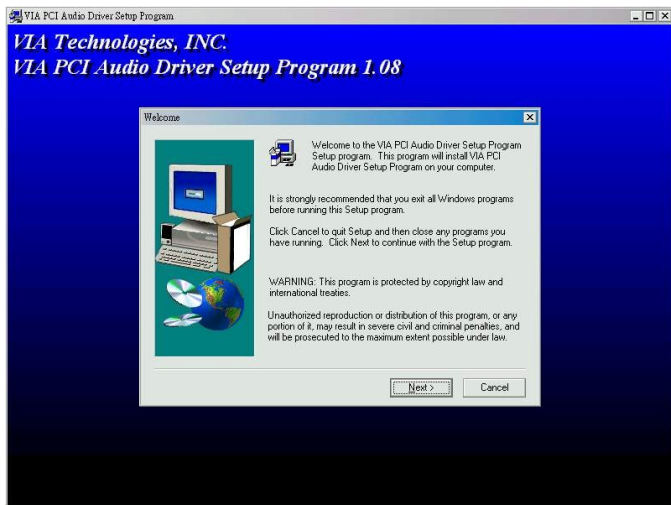 VIA PCI Audio Driver Setup Program
VIA Technologies, INC.
VIA PCI Audio Driver Setup Program 1.08
Welcome
Welcome to the VIA PCI Audio Driver Setup Program
Setup program. This program will install VIA PCI
Audio Driver Setup Program on your computer.
It is strongly recommended that you exit all Windows programs
before running this Setup program.
Click Cancel to quit Setup and then close any programs you
have running. Click Next to continue with the Setup program.
WARNING: This program is protected by copyright law and
international treaties.
Unauthorized reproduction or distribution of this program, or any
portion of it, may result in severe civil and criminal penalties, and
will be prosecuted to the maximum extent possible under law.
Next >
Cancel